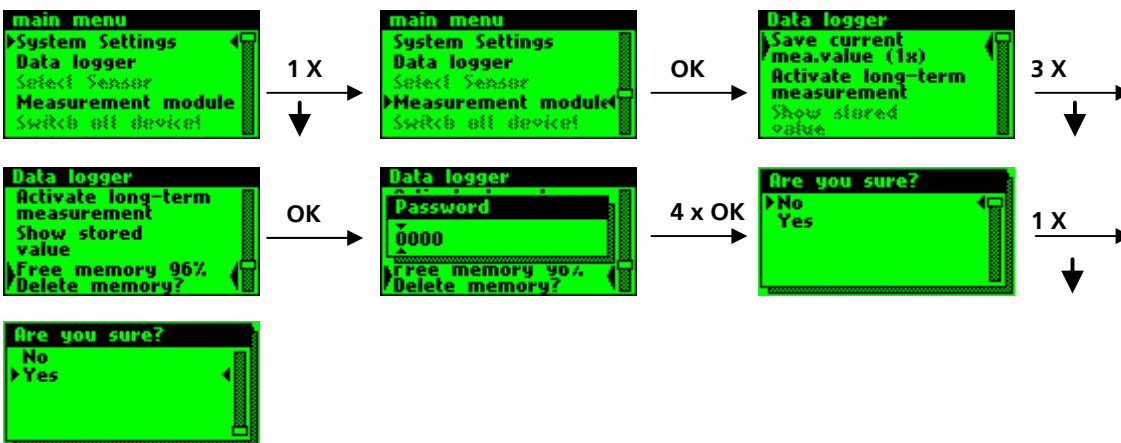 main menu
System Settings
Data logger
Select Sensor
Measurement module
Switch off device!
1 X
main menu
System Settings
Data logger
Select Sensor
Measurement module
Switch off device!
OK
Data logger
Save current
mea.value (1x)
Activate long-term
measurement
Show stored
value
3 X
Data logger
Activate long-term
measurement
Show stored
value
Free memory 96%
Delete memory?
OK
Data logger
Password
0000
Free memory 96%
Delete memory?
4 x OK
Are you sure?
No
Yes
1 X
Are you sure?
No
Yes